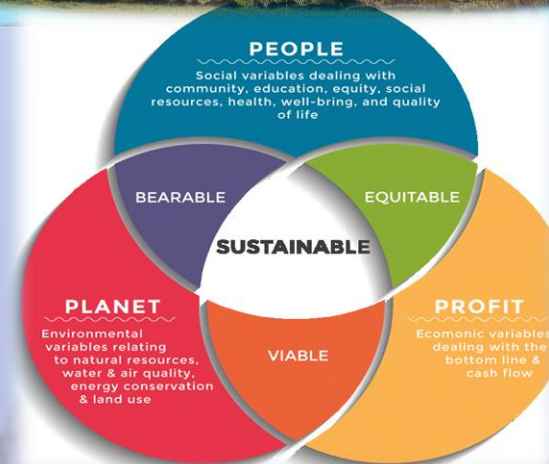 PEOPLE
Social variables dealing with
community, education, equity, social
resources, health, well-bring, and quality
of life
BEARABLE
EQUITABLE
SUSTAINABLE
PLANET
Environmental
variables relating
to natural resources,
water & air quality,
energy conservation
& land use
PROFIT
Ecomonic variables
dealing with the
bottom line &
cash flow
VIABLE